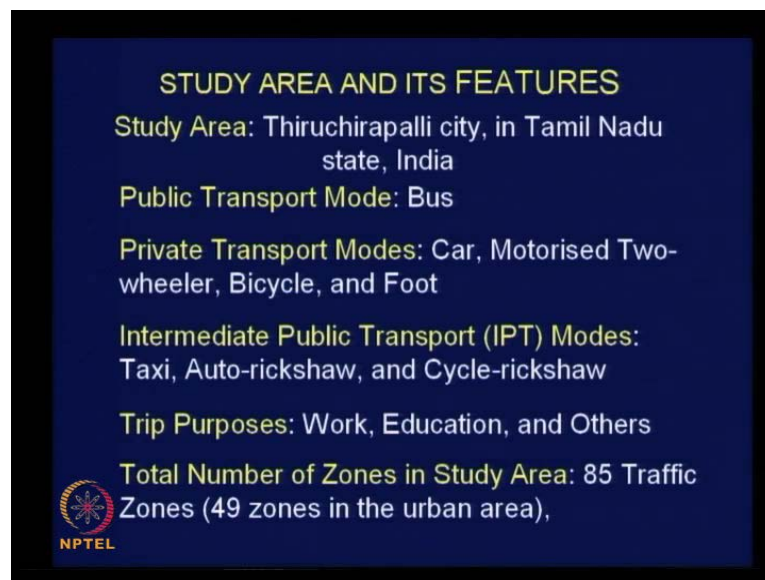 STUDY AREA AND ITS FEATURES
Study Area: Thiruchirapalli city, in Tamil Nadu
state, India
Public Transport Mode: Bus
Private Transport Modes: Car, Motorised Two-
wheeler, Bicycle, and Foot
Intermediate Public Transport (IPT) Modes:
Taxi, Auto-rickshaw, and Cycle-rickshaw
Trip Purposes: Work, Education, and Others
Total Number of Zones in Study Area: 85 Traffic
Zones (49 zones in the urban area),
NPTEL